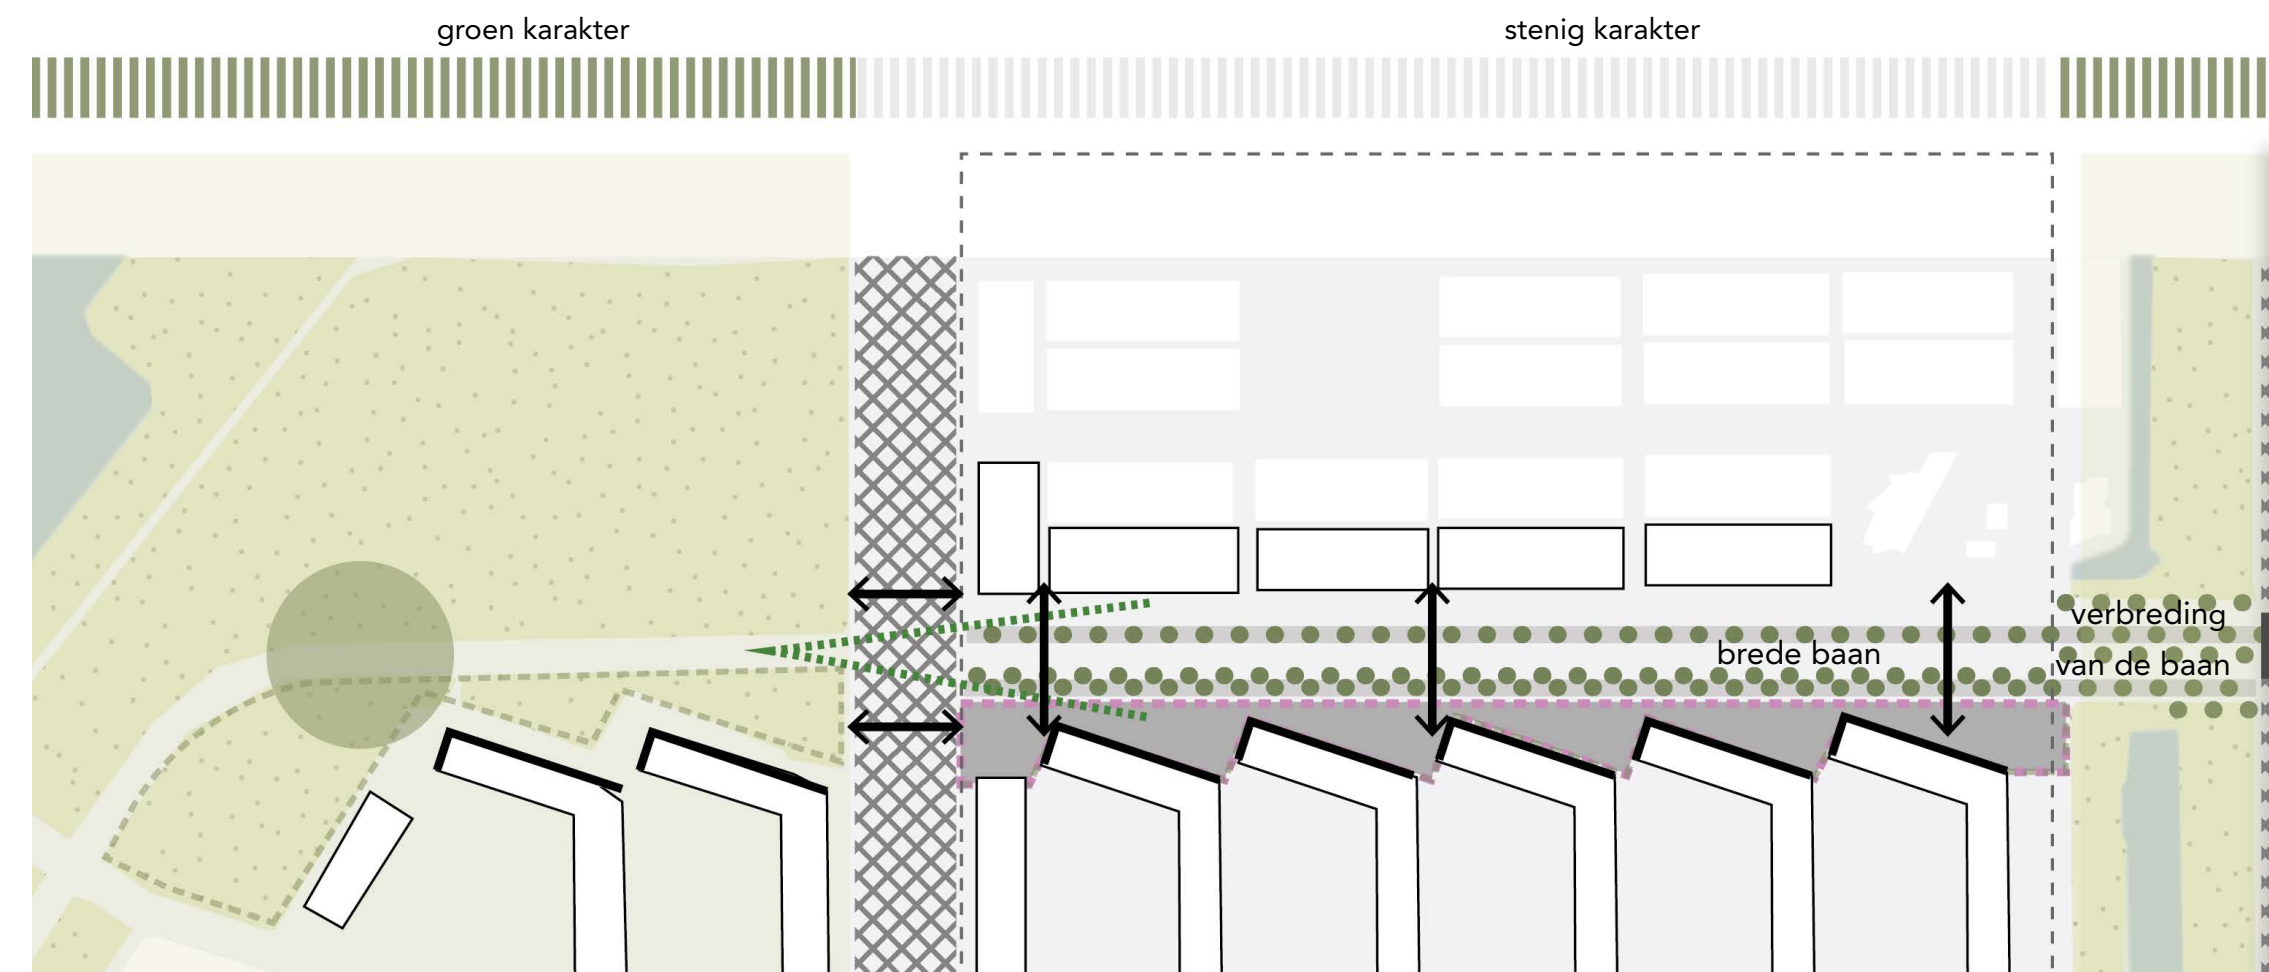 groen karakter
stenig karakter
verbreding
brede baan
van de baan